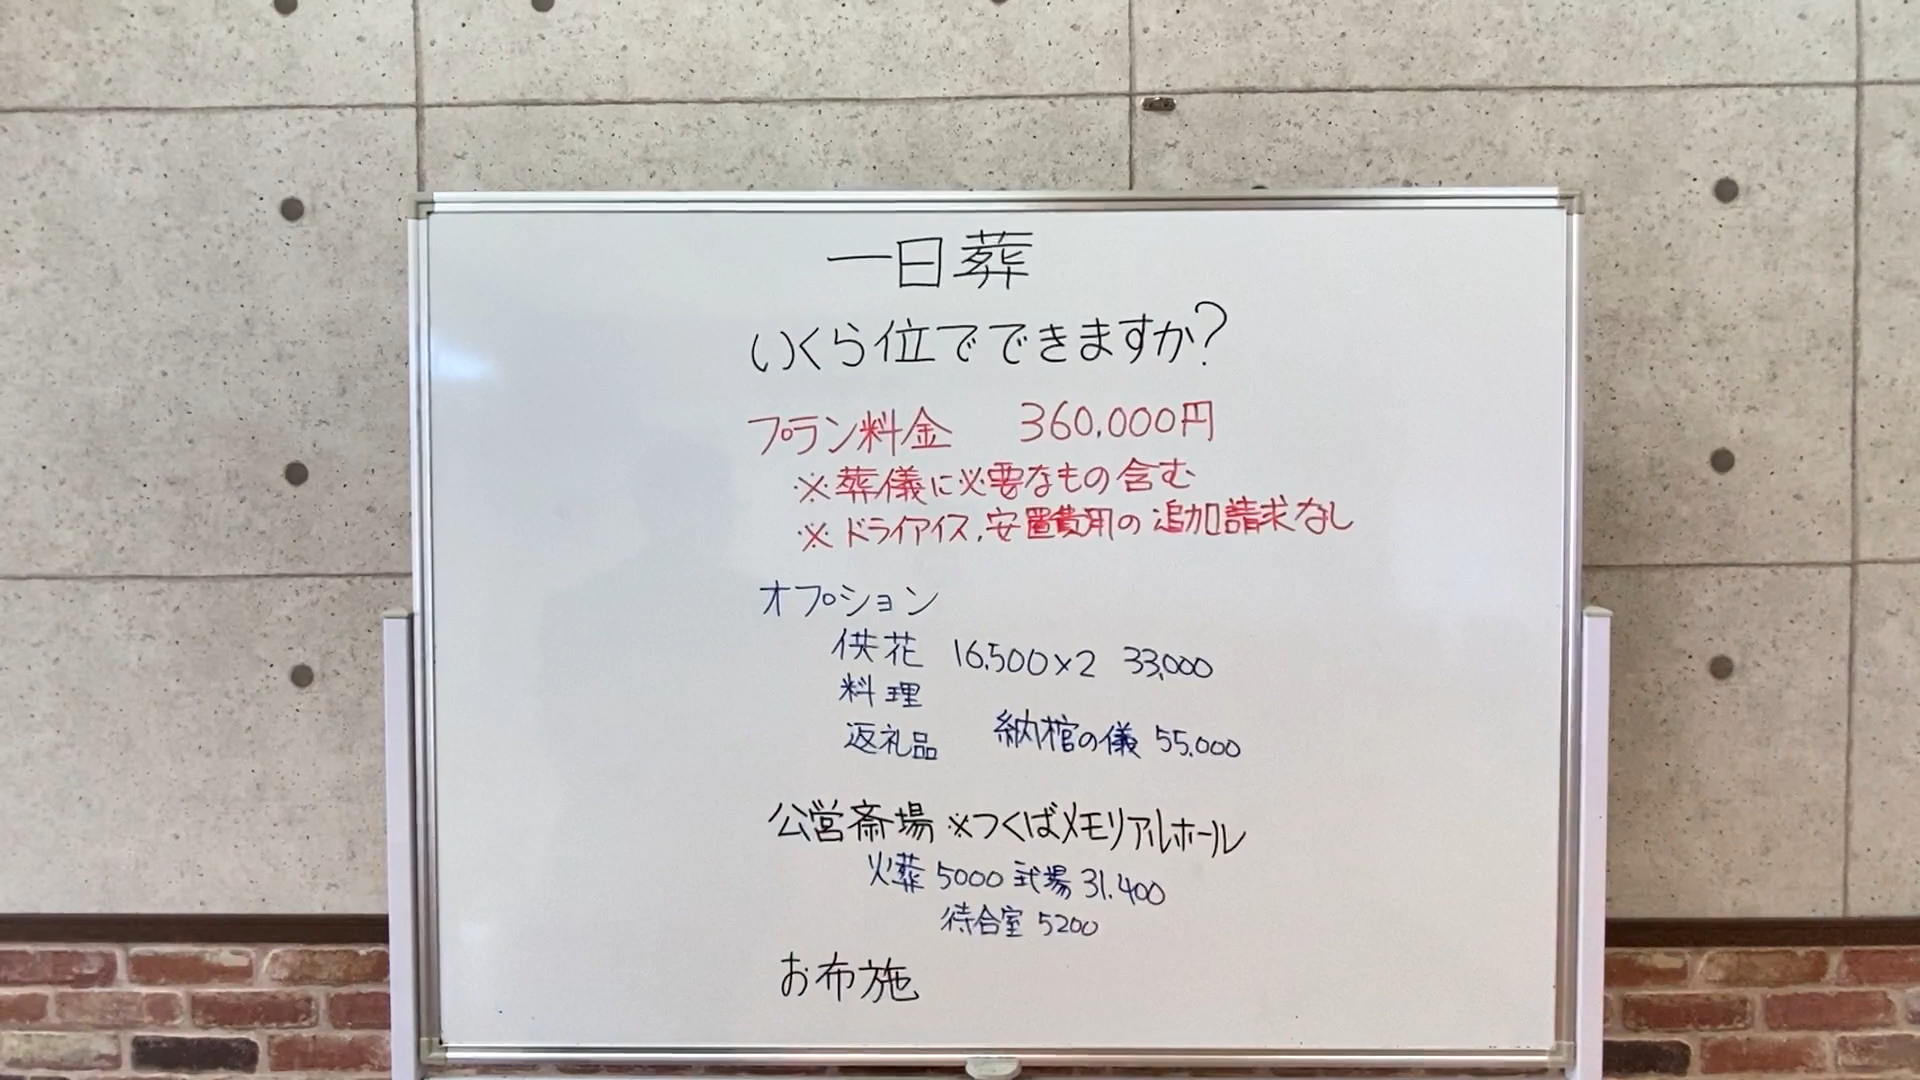 一日葬
いくら位でできますか?
プラン料金 360,000円
※葬儀に必要なもの含む
※ドライアイス,安置費用の追加請求なし
オプション
供花 16,500×2 33,000
料理
返礼品 納棺の儀 55,000
公営斎場 ※つくばメモリアルホール
火葬 5000 式場 31,400
待合室 5200
お布施